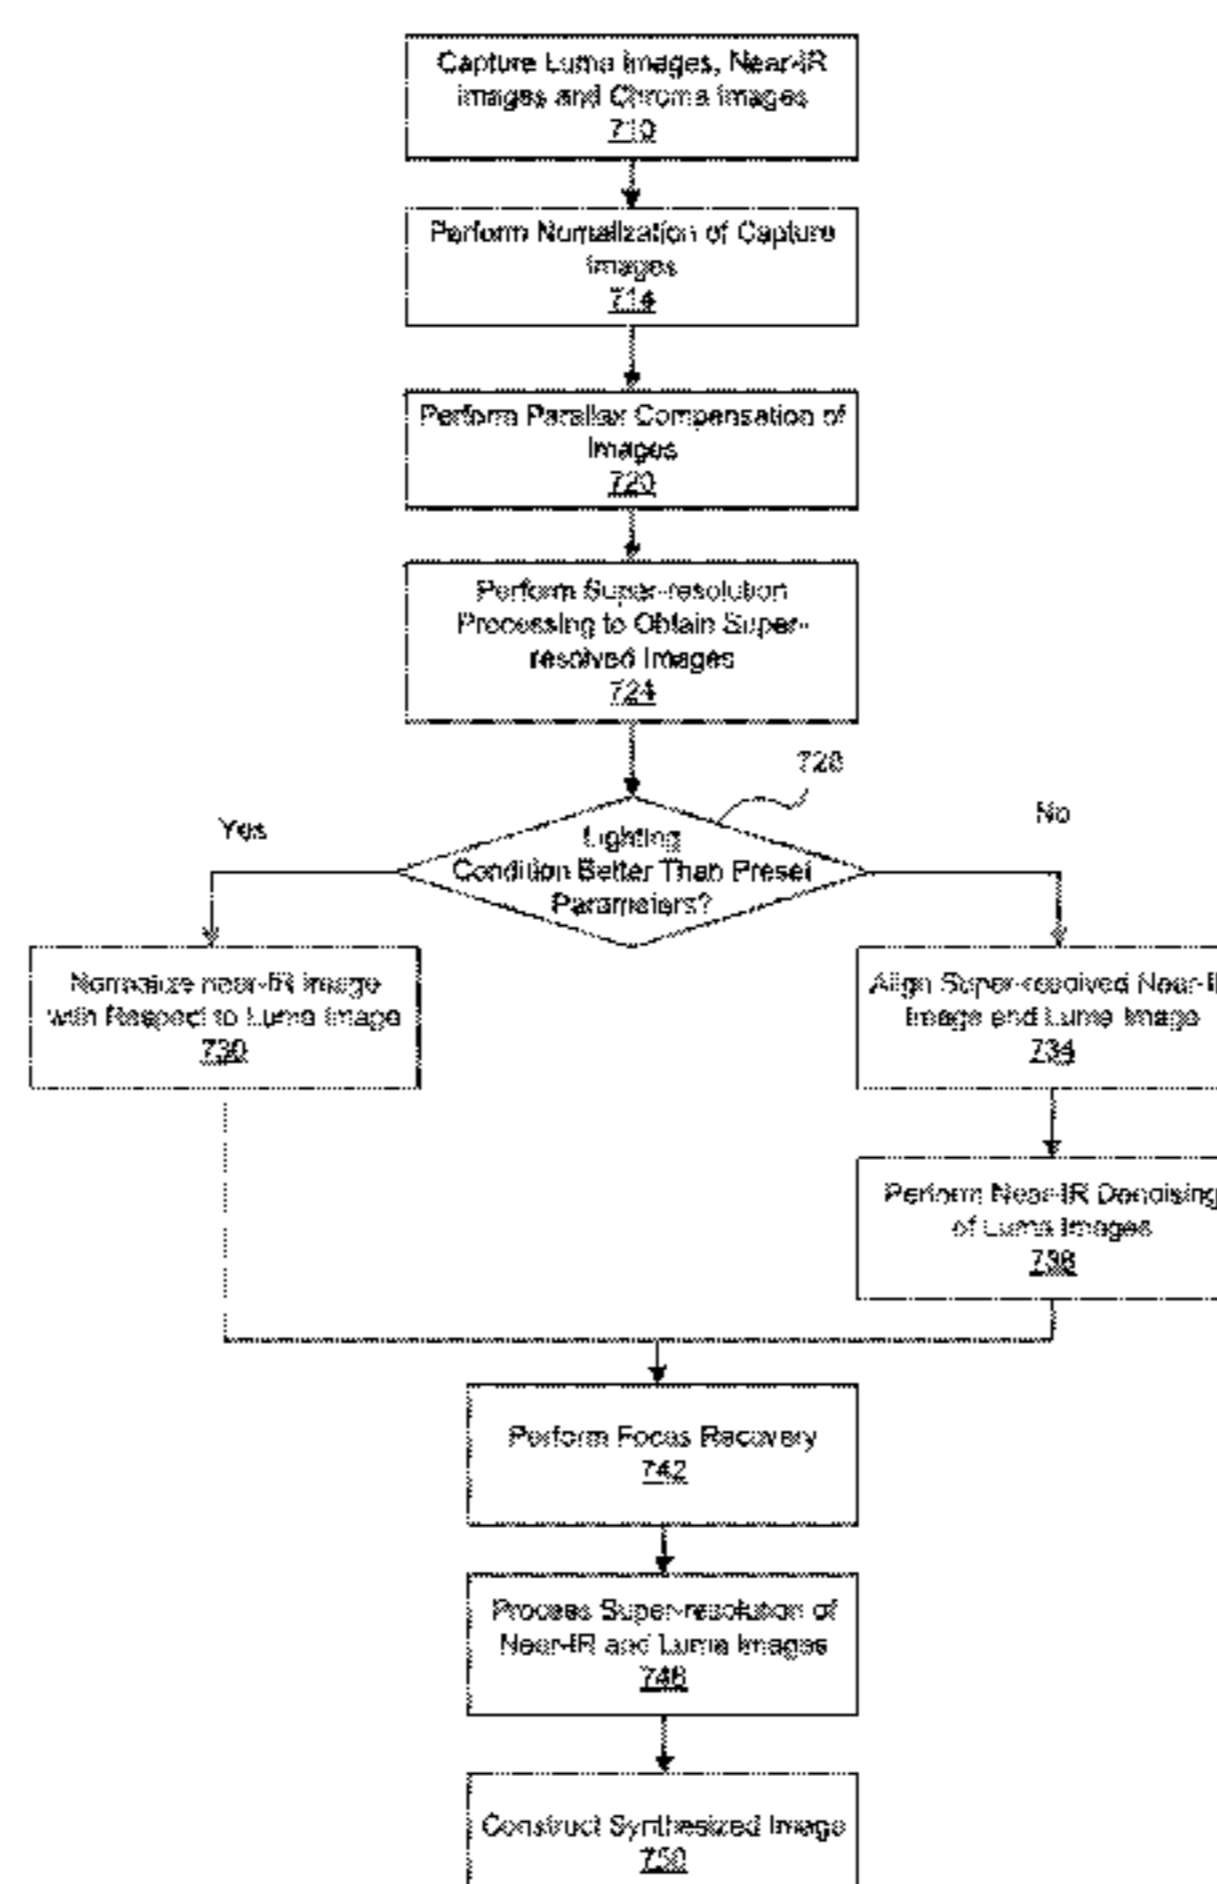 Capture Luma Images, Near-IR
Images and Chroma Images
710
Perform Normalization of Capture
Images
714
Perform Parallax Compensation of
Images
720
Perform Super-resolution
Processing to Obtain Super-
resolved Images
724
728
Yes
No
Lighting
Condition Better Than Preset
Parameters?
Normalize near-IR image
with Respect to Luma Image
730
Align Super-resolved Near-I
Image and Luma Image
734
Perform Near-IR Denoising
of Luma Images
738
Perform Focus Recovery
742
Process Super-resolution of
Near-IR and Luma Images
746
Construct Synthesized Image
750